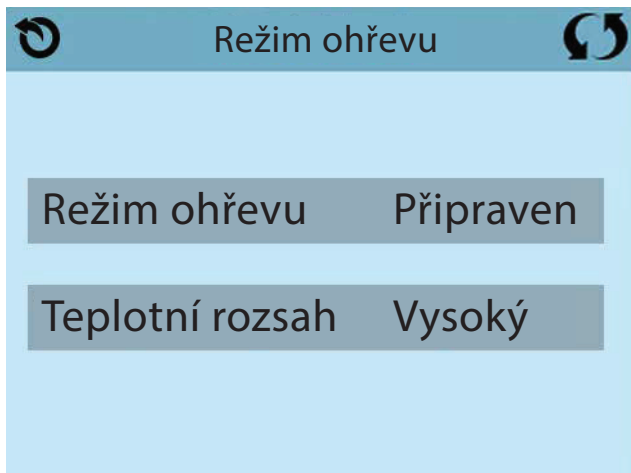 Režim ohřevu
Režim ohřevu Připraven
Teplotní rozsah Vysoký